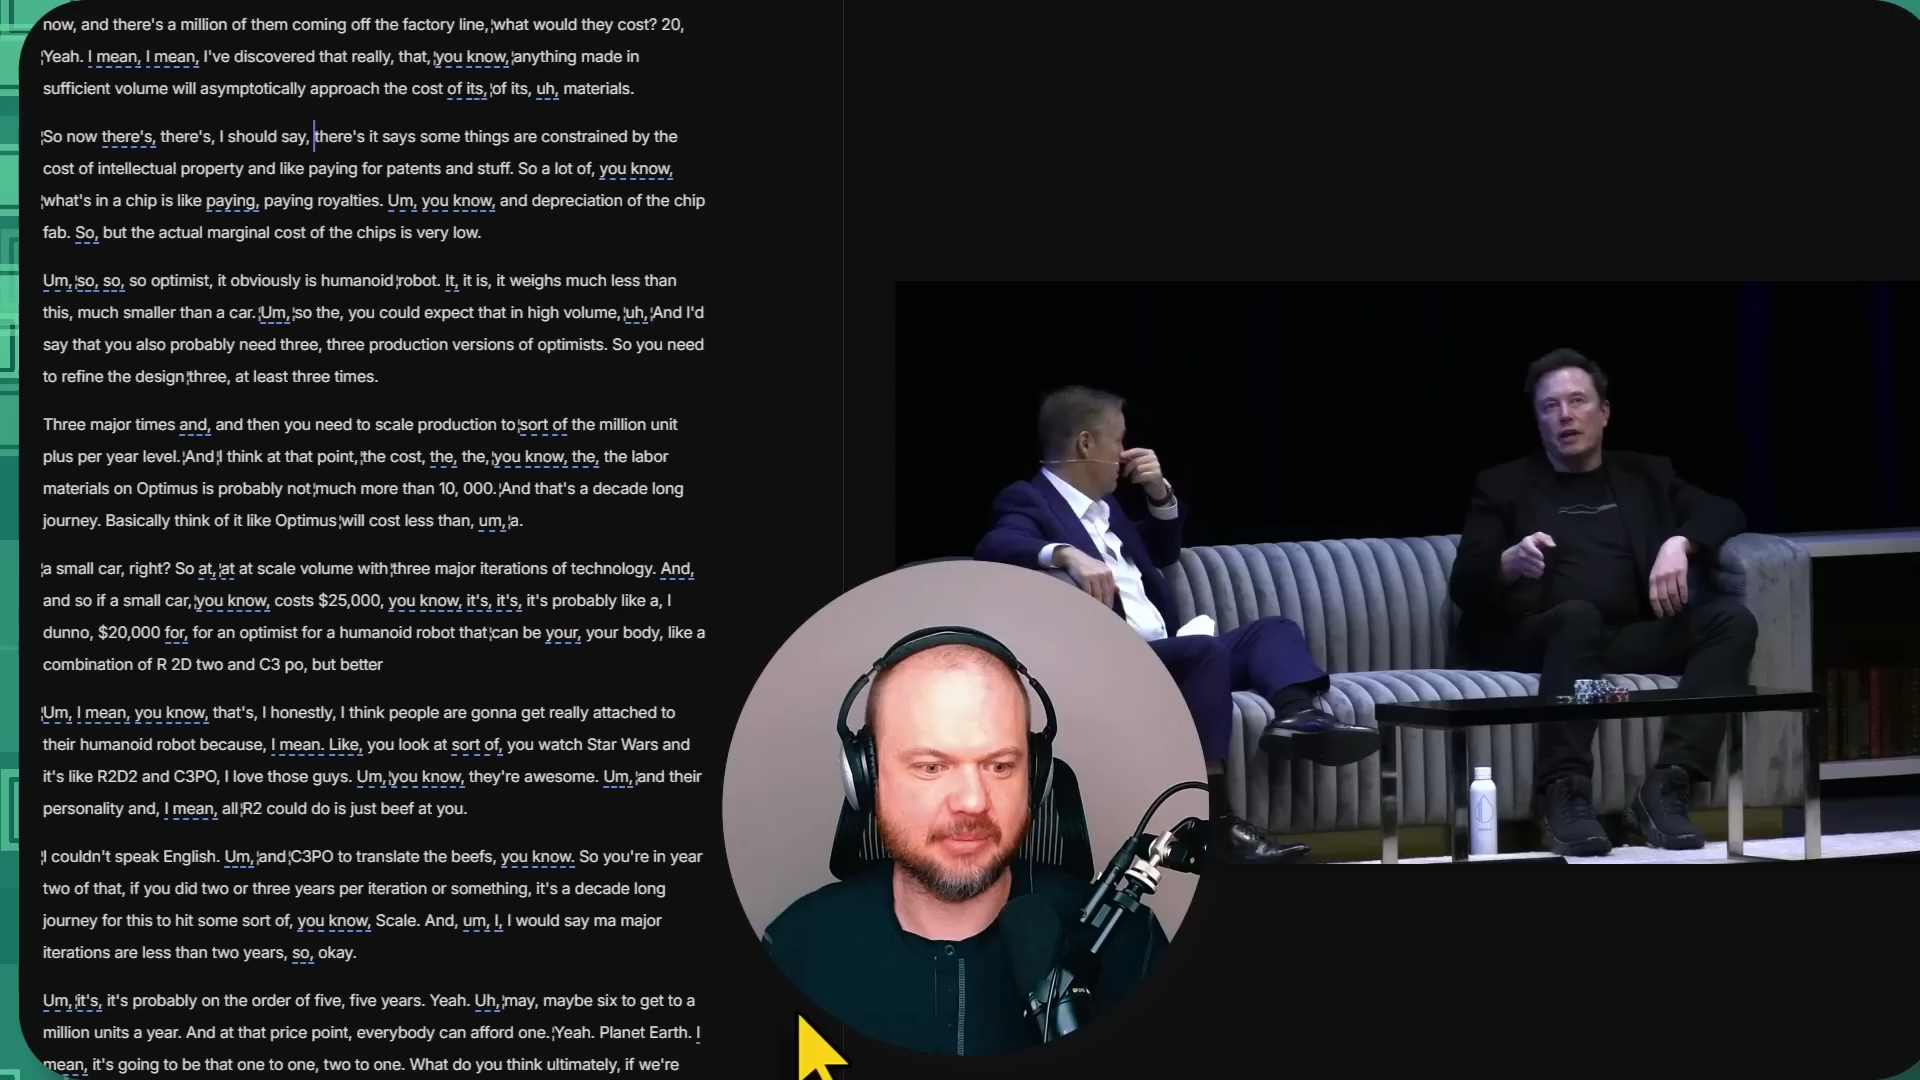 now, and there's a million of them coming off the factory line, what would they cost? 20,
Yeah. I mean, I mean, I've discovered that really, that, you know, anything made in
sufficient volume will asymptotically approach the cost of its, of its, uh, materials.
So now there's, there's, I should say, there's it says some things are constrained by the
cost of intellectual property and like paying for patents and stuff. So a lot of, you know,
what's in a chip is like paying, paying royalties. Um, you know, and depreciation of the chip
fab. So, but the actual marginal cost of the chips is very low.
Um, so, so, so optimist, it obviously is humanoid robot. It, it is, it weighs much less than
this, much smaller than a car. Um, so the, you could expect that in high volume, uh, And I'd
say that you also probably need three, three production versions of optimists. So you need
to refine the design three, at least three times.
Three major times and, and then you need to scale production to sort of the million unit
plus per year level. And I think at that point, the cost, the, the, you know, the, the labor
materials on Optimus is probably not much more than 10, 000. And that's a decade long
journey. Basically think of it like Optimus will cost less than, um, a.
a small car, right? So at, at at scale volume with three major iterations of technology. And,
and so if a small car, you know, costs $25,000, you know, it's, it's, it's probably like a, I
dunno, $20,000 for, for an optimist for a humanoid robot that can be your, your body, like a
combination of R 2D two and C3 po, but better
Um, I mean, you know, that's, I honestly, I think people are gonna get really attached to
their humanoid robot because, I mean. Like, you look at sort of, you watch Star Wars and
it's like R2D2 and C3PO, I love those guys. Um, you know, they're awesome. Um, and their
personality and, I mean, all R2 could do is just beef at you.
I couldn't speak English. Um, and C3PO to translate the beefs, you know. So you're in year
two of that, if you did two or three years per iteration or something, it's a decade long
journey for this to hit some sort of, you know, Scale. And, um, I, I would say ma major
iterations are less than two years, so, okay.
Um, it's, it's probably on the order of five, five years. Yeah. Uh, may, maybe six to get to a
million units a year. And at that price point, everybody can afford one. Yeah. Planet Earth. I
mean, it's going to be that one to one, two to one. What do you think ultimately, if we're